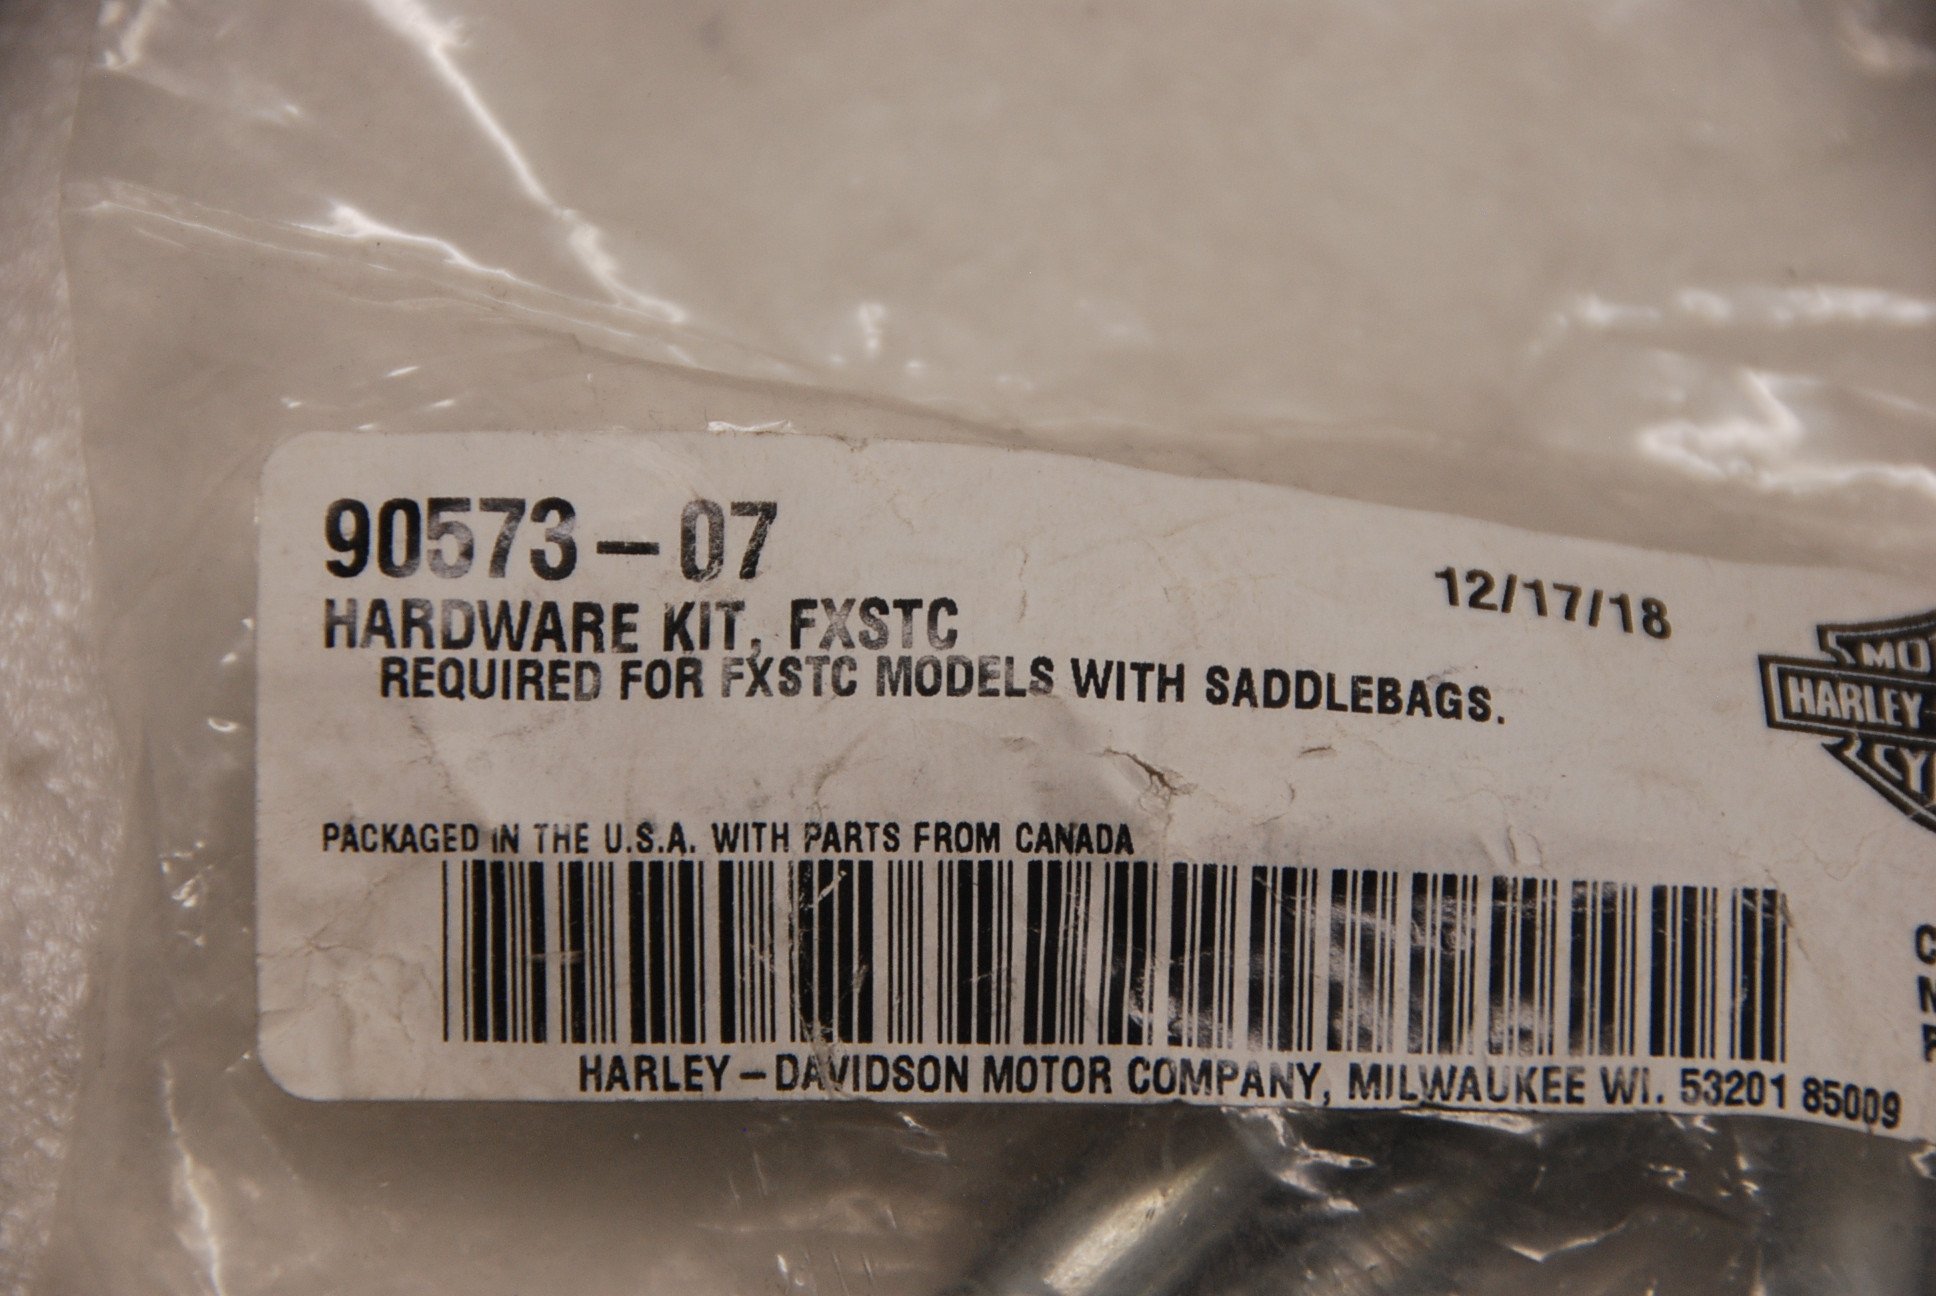 90573-07
12/17/18
HARDWARE KIT, FXSTC
REQUIRED FOR FXSTC MODELS WITH SADDLEBAGS.
HARLEY-
PACKAGED IN THE U.S.A. WITH PARTS FROM CANADA
HARLEY-DAVIDSON MOTOR COMPANY, MILWAUKEE WI. 53201 85009